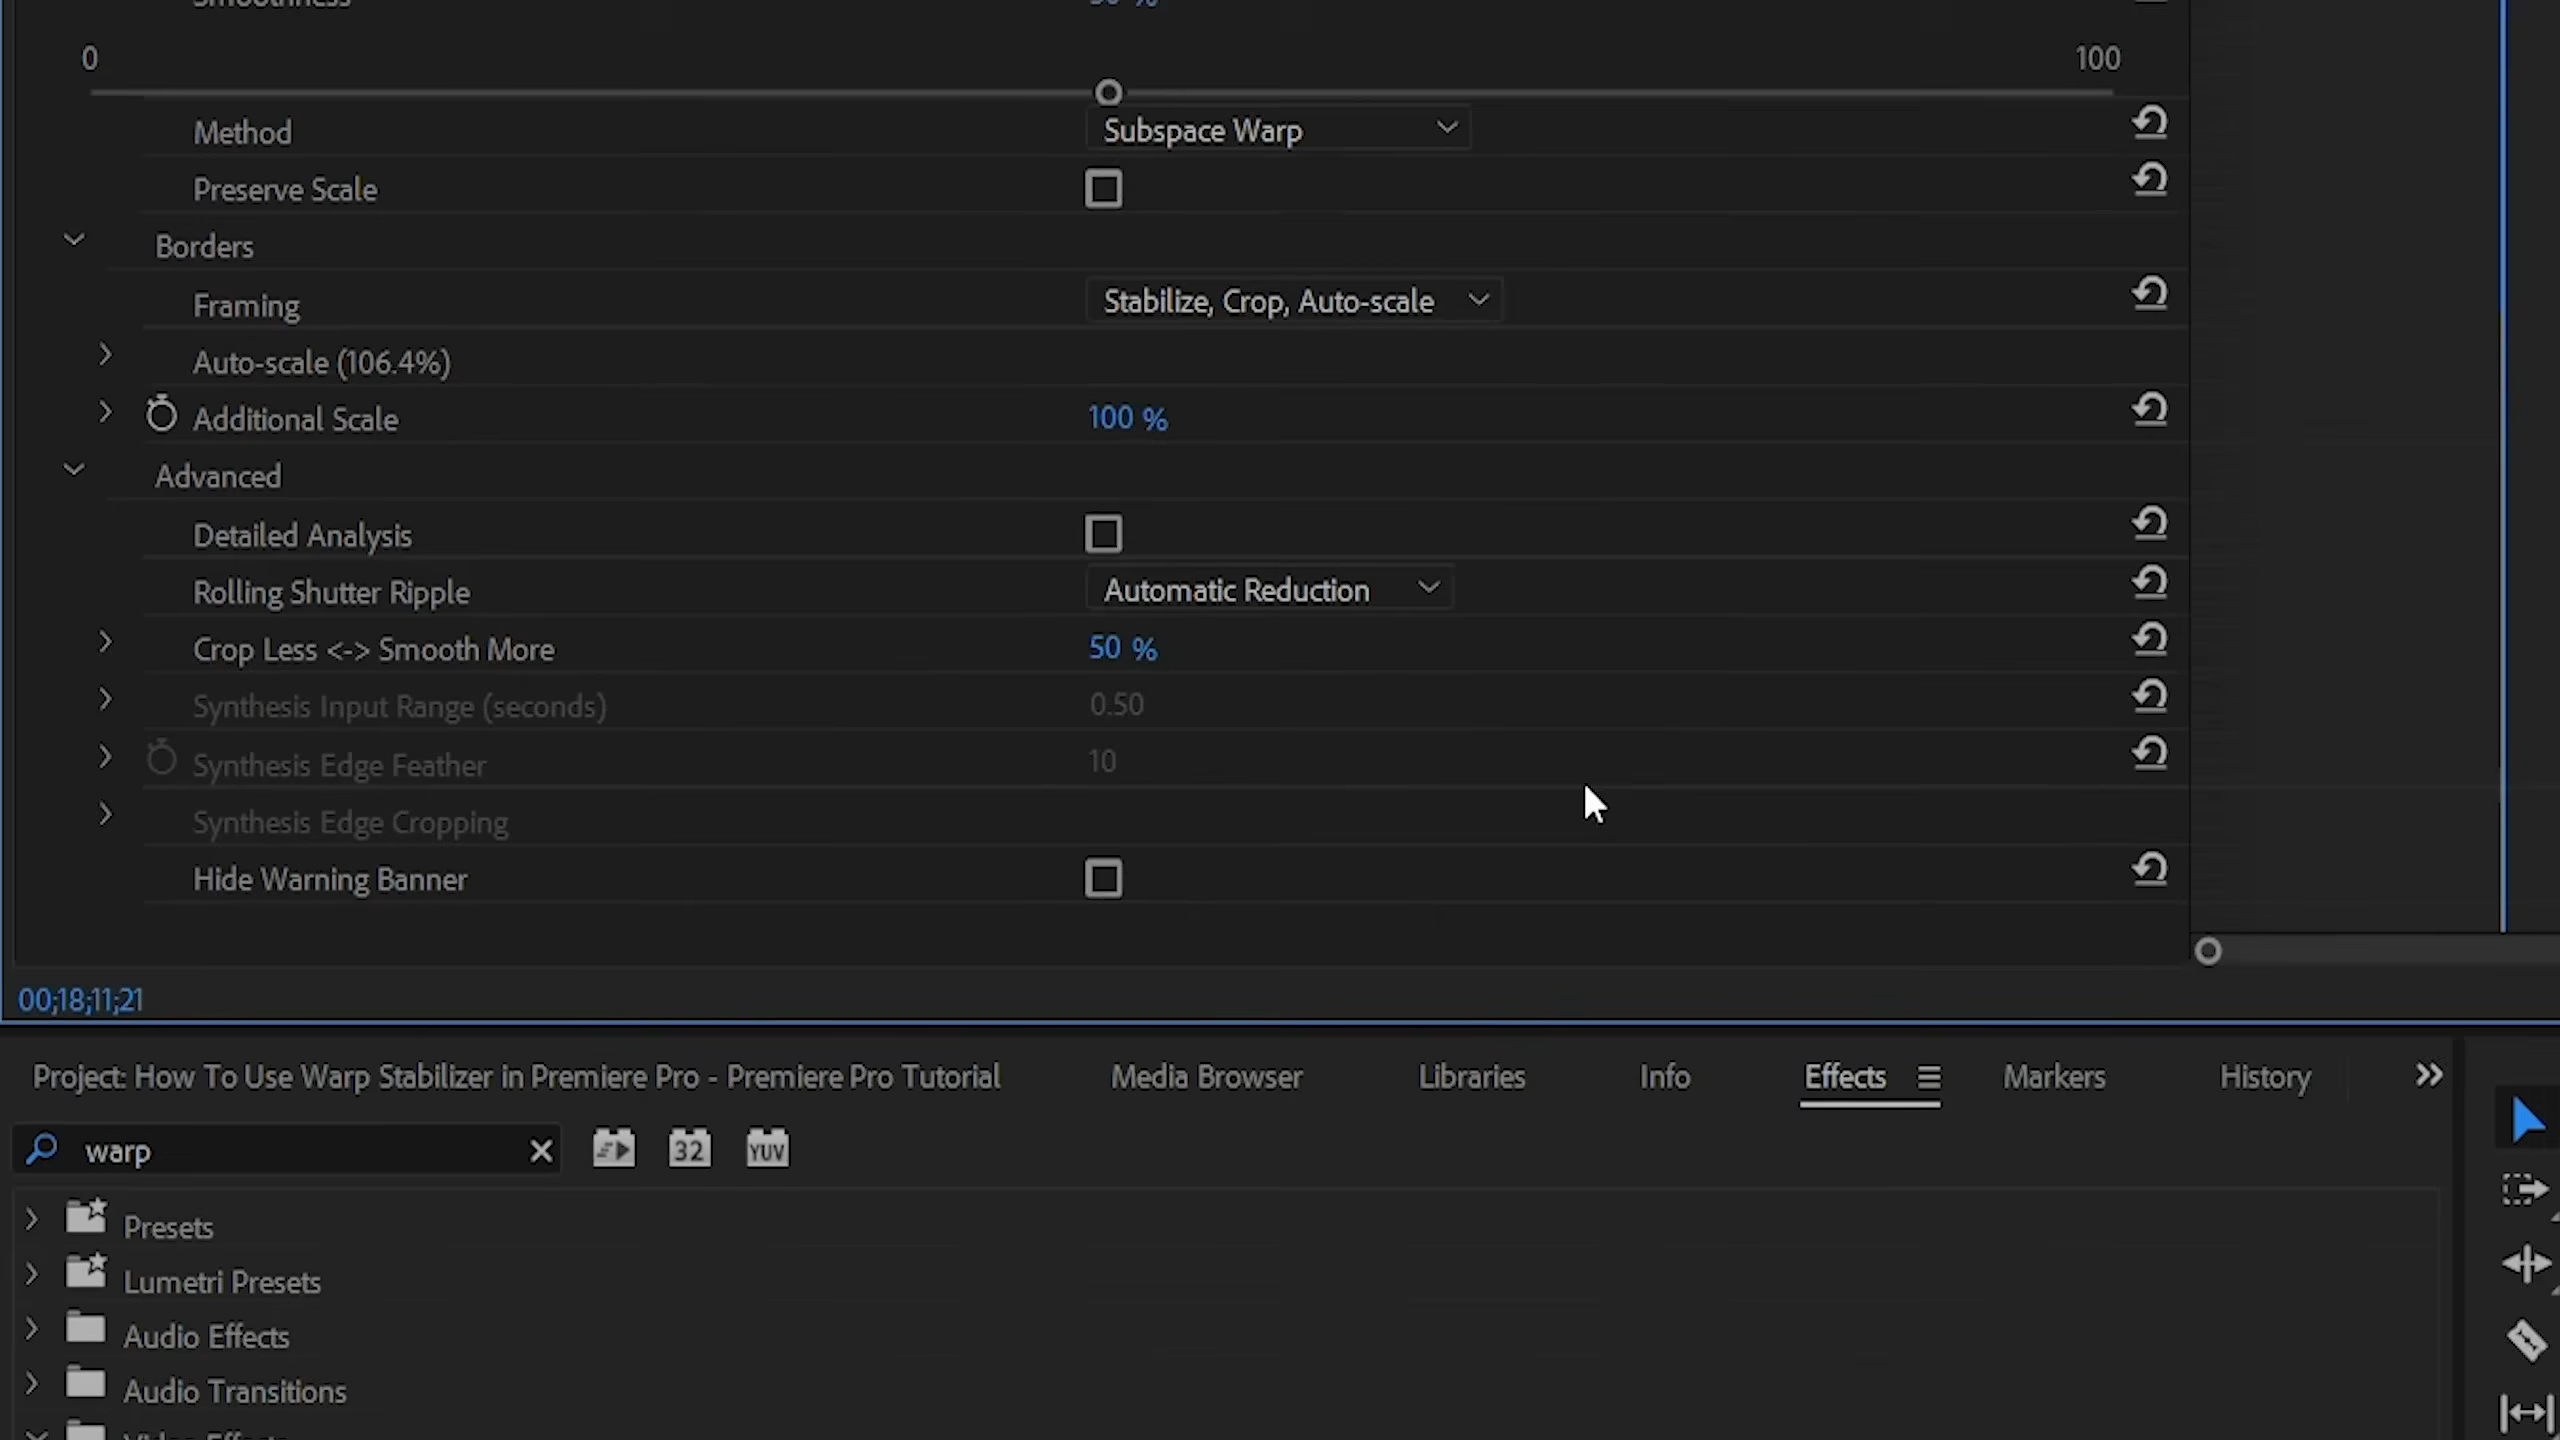 Smoothness 50 %
0 100
Method Subspace Warp
Preserve Scale
Borders
Framing Stabilize, Crop, Auto-scale
Auto-scale (106.4%)
Additional Scale 100 %
Advanced
Detailed Analysis
Rolling Shutter Ripple Automatic Reduction
Crop Less <-> Smooth More 50 %
Synthesis Input Range (seconds) 0.50
Synthesis Edge Feather 10
Synthesis Edge Cropping
Hide Warning Banner
00;18;11;21
Project: How To Use Warp Stabilizer in Premiere Pro - Premiere Pro Tutorial Media Browser Libraries Info Effects Markers History
warp 32 YUV
Presets
Lumetri Presets
Audio Effects
Audio Transitions
Video Effects